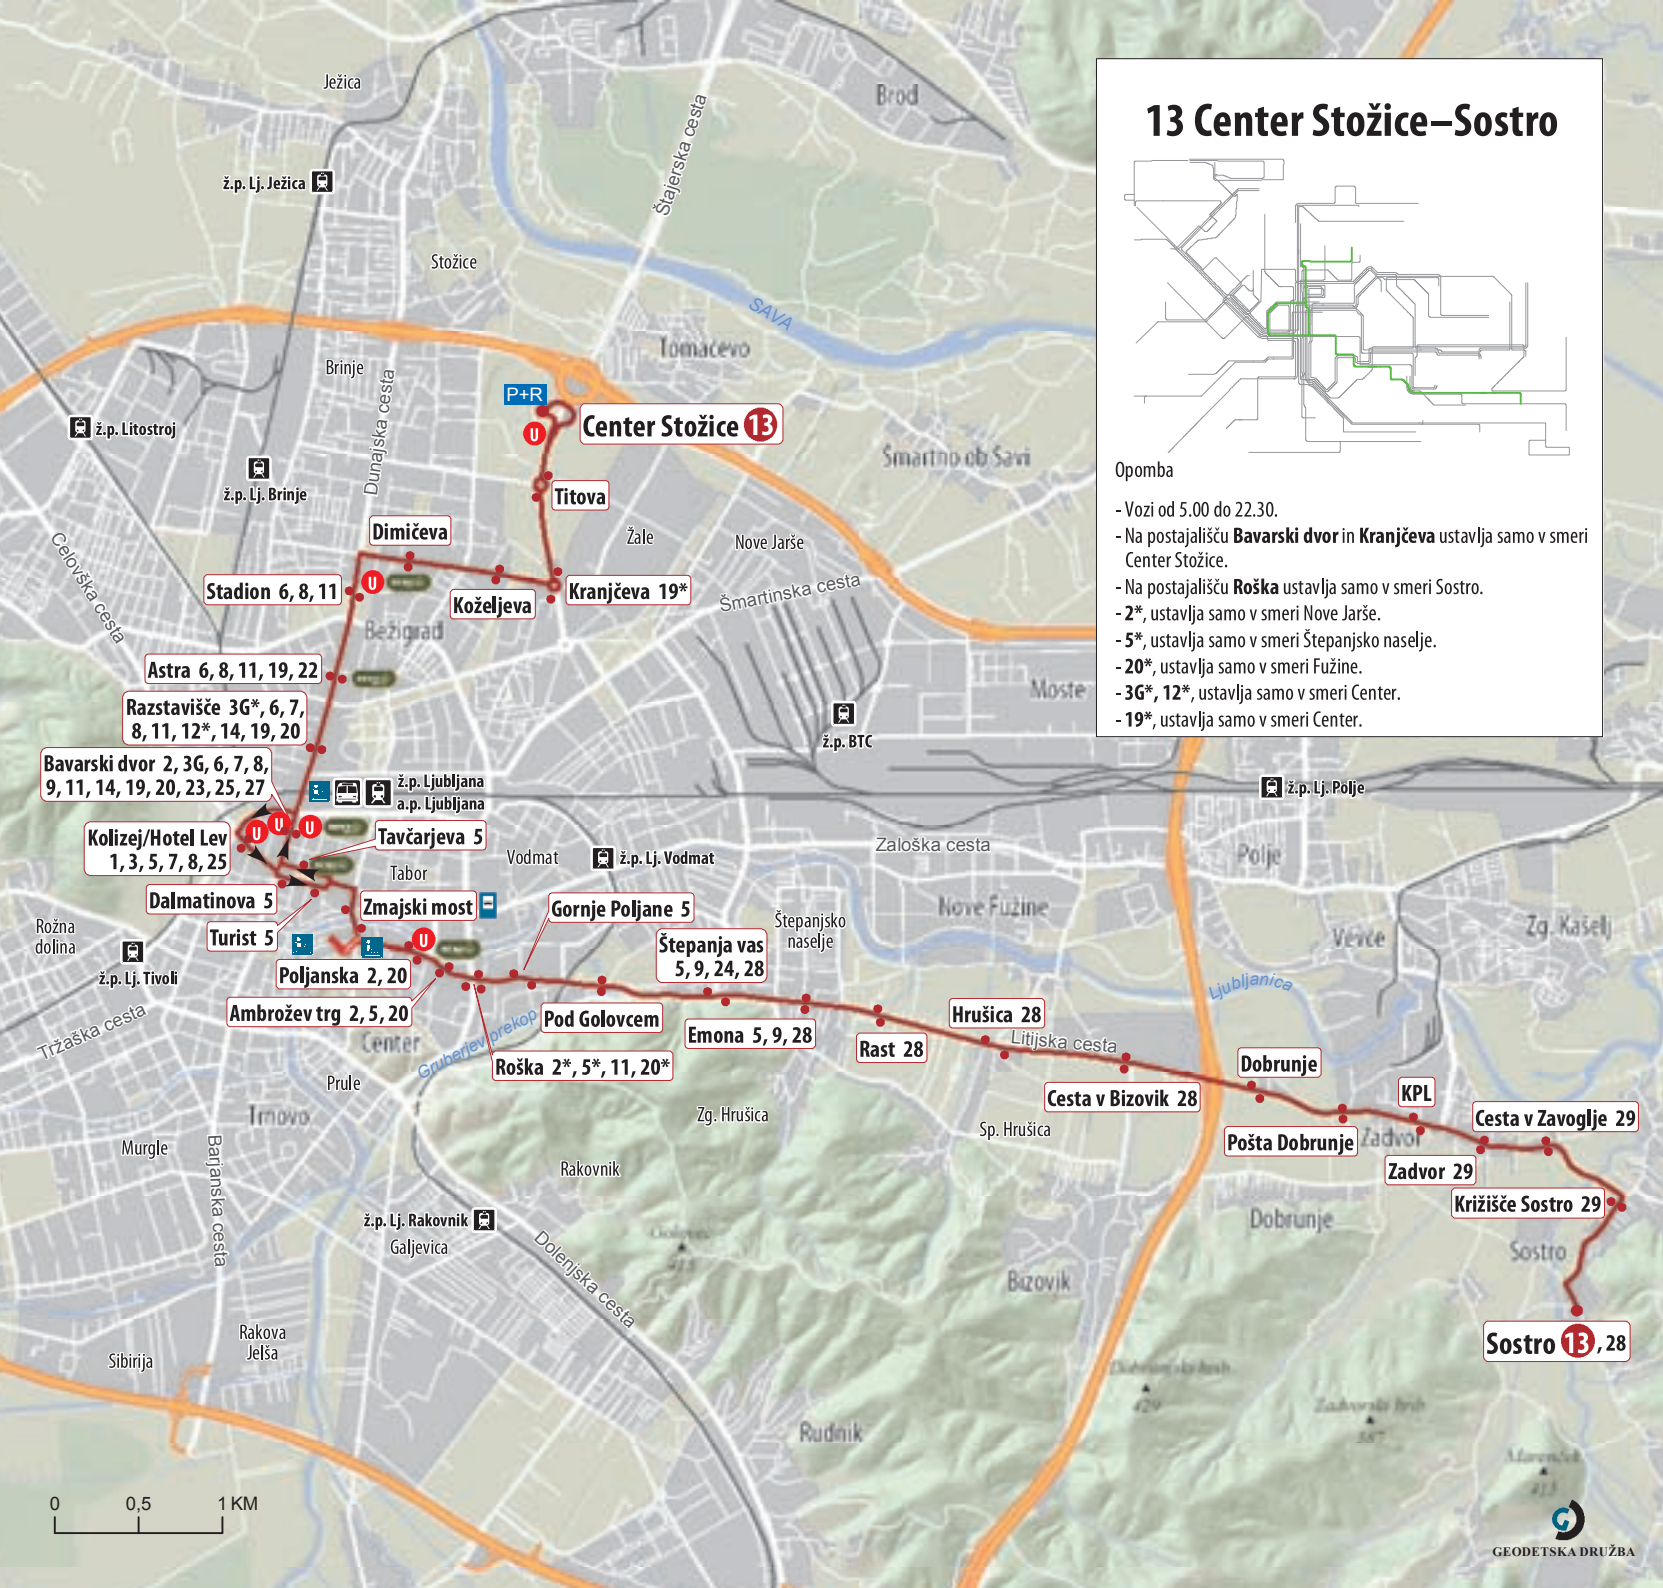 13 Center Stožice–Sostro
Opomba
- Vozi od 5.00 do 22.30.
- Na postajališču Bavarski dvor in Kranjčeva ustavlja samo v smeri
Center Stožice.
- Na postajališču Roška ustavlja samo v smeri Sostro.
- 2*, ustavlja samo v smeri Nove Jarše.
- 5*, ustavlja samo v smeri Štepanjsko naselje.
- 20*, ustavlja samo v smeri Fužine.
- 3G*, 12*, ustavlja samo v smeri Center.
- 19*, ustavlja samo v smeri Center.
Ježica
Brod
Štajerska cesta
ž.p. Lj. Ježica
Stožice
SAVA
Tomačevo
Brinje
Dunajska cesta
P+R
U
Center Stožice 13
ž.p. Litostroj
ž.p. Lj. Brinje
Šmartno ob Savi
Titova
Celovška cesta
Dimičeva
Žale
Nove Jarše
Stadion 6, 8, 11
U
Koželjeva
Kranjčeva 19*
Šmartinska cesta
Bežigrad
Astra 6, 8, 11, 19, 22
Moste
Razstavišče 3G*, 6, 7,
8, 11, 12*, 14, 19, 20
ž.p. BTC
Bavarski dvor 2, 3G, 6, 7, 8,
9, 11, 14, 19, 20, 23, 25, 27
ž.p. Ljubljana
a.p. Ljubljana
ž.p. Lj. Polje
U
U
U
Kolizej/Hotel Lev
1, 3, 5, 7, 8, 25
Tavčarjeva 5
Vodmat
ž.p. Lj. Vodmat
Zaloška cesta
Polje
Tabor
Dalmatinova 5
Zmajski most
Gornje Poljane 5
Nove Fužine
Štepanjsko
naselje
Rožna
dolina
Turist 5
U
Štepanja vas
5, 9, 24, 28
Vevče
Zg. Kašelj
ž.p. Lj. Tivoli
Poljanska 2, 20
Ljubljanica
Ambrožev trg 2, 5, 20
Pod Golovcem
Hrušica 28
Tržaška cesta
Center
Gruberjev prekop
Emona 5, 9, 28
Rast 28
Litijska cesta
Roška 2*, 5*, 11, 20*
Dobrunje
Prule
Cesta v Bizovik 28
KPL
Trnovo
Zg. Hrušica
Sp. Hrušica
Cesta v Zavoglje 29
Murgle
Barjanska cesta
Pošta Dobrunje
Zadvor
Rakovnik
Zadvor 29
Križišče Sostro 29
ž.p. Lj. Rakovnik
Galjevica
Dobrunje
Dolenjska cesta
Sostro
Bizovik
Rakova
Jelša
Sibirija
Sostro 13, 28
429
Rudnik
0 0,5 1 KM
GEODETSKA DRUŽBA